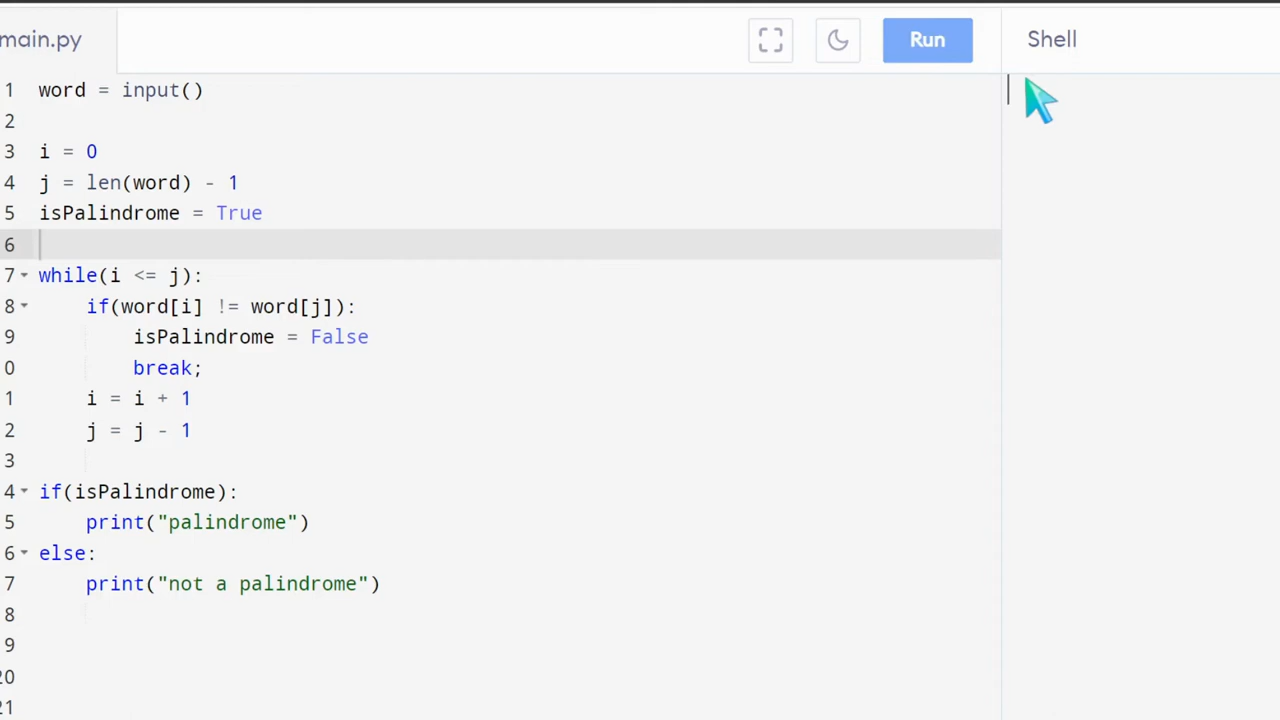 main.py
Run
Shell
1 word = input()
2
3 i = 0
4 j = len(word) - 1
5 isPalindrome = True
6
7 while(i <= j):
8     if(word[i] != word[j]):
9         isPalindrome = False
0         break;
1     i = i + 1
2     j = j - 1
3
4 if(isPalindrome):
5     print("palindrome")
6 else:
7     print("not a palindrome")
8
9
20
21